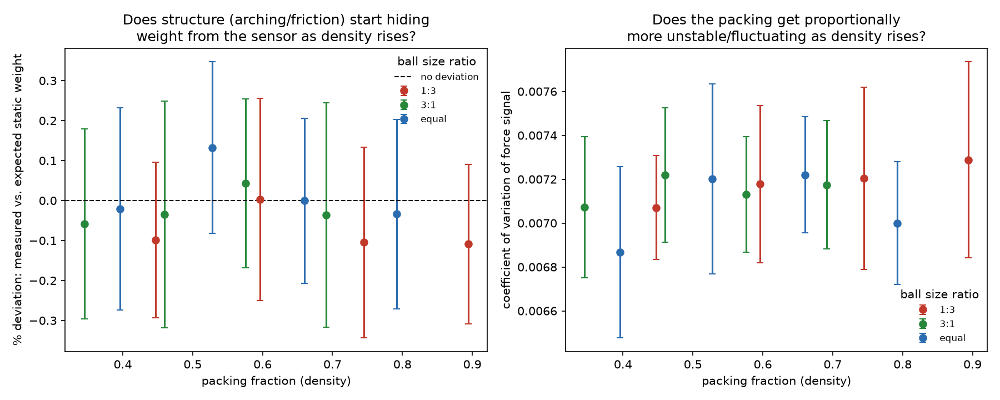 Does structure (arching/friction) start hiding
weight from the sensor as density rises?
% deviation: measured vs. expected static weight
0.3
0.2
0.1
0.0
−0.1
−0.2
−0.3
ball size ratio
no deviation
1:3
3:1
equal
0.4 0.5 0.6 0.7 0.8 0.9
packing fraction (density)
Does the packing get proportionally
more unstable/fluctuating as density rises?
coefficient of variation of force signal
0.0076
0.0074
0.0072
0.0070
0.0068
0.0066
ball size ratio
1:3
3:1
equal
0.4 0.5 0.6 0.7 0.8 0.9
packing fraction (density)